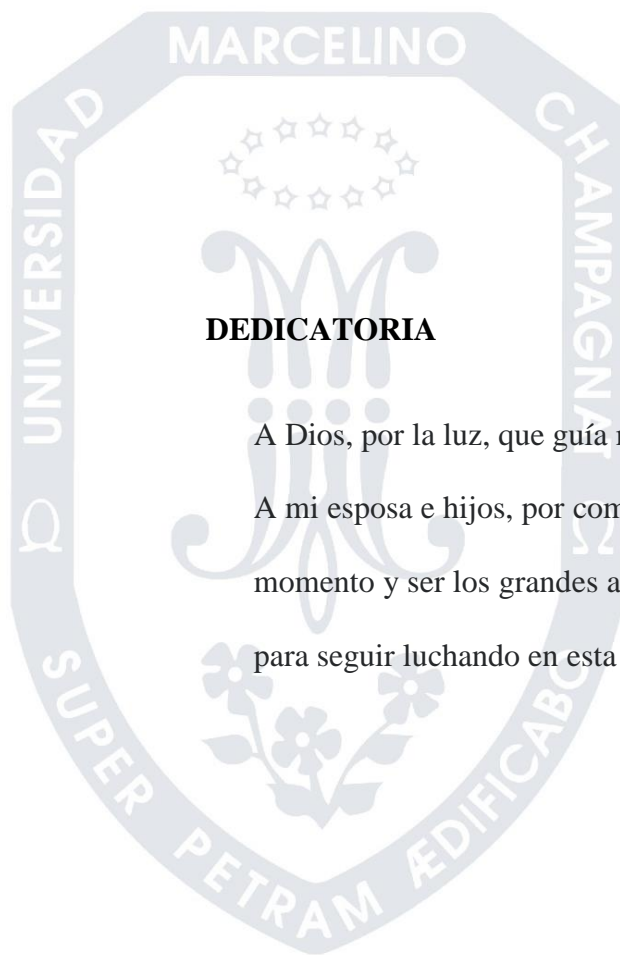 UNIVERSIDAD MARCELINO CHAMPAGNAT
DEDICATORIA
A Dios, por la luz, que guía
A mi esposa e hijos, por com
momento y ser los grandes a
para seguir luchando en esta
SUPER PETRAM ÆDIFICABO